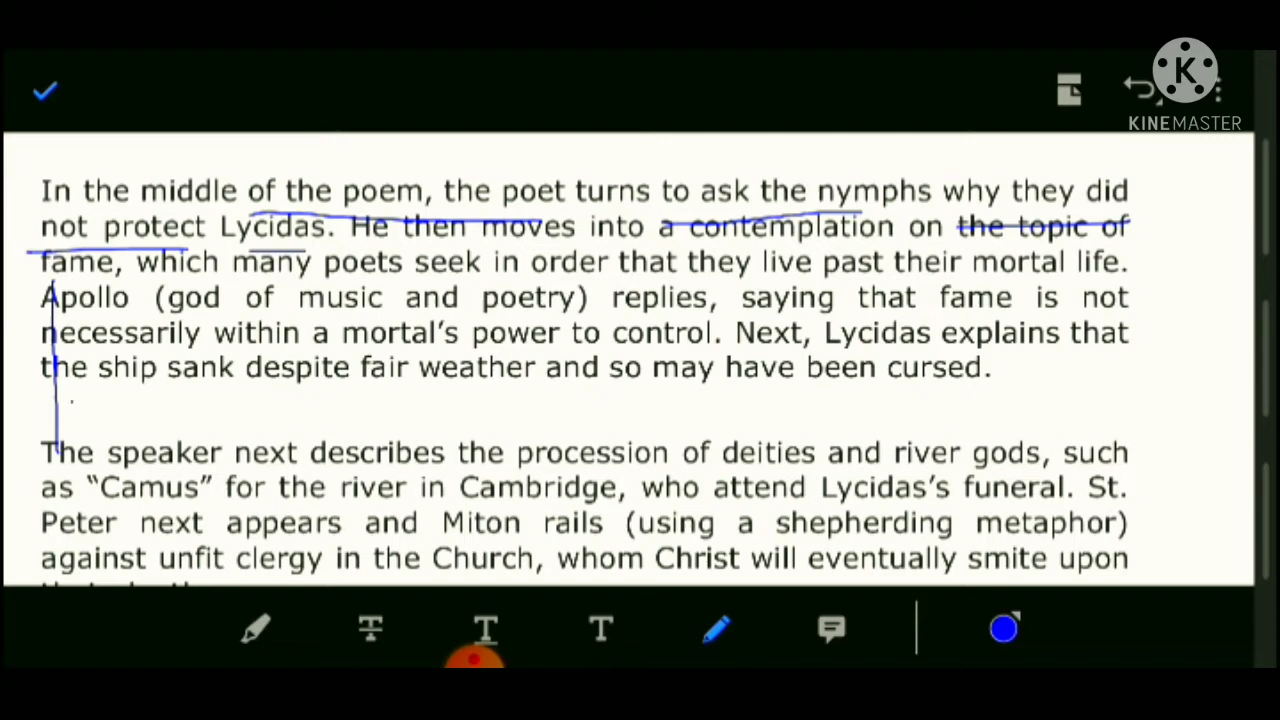 K
KINEMASTER
In the middle of the poem, the poet turns to ask the nymphs why they did
not protect Lycidas. He then moves into a contemplation on the topic of
fame, which many poets seek in order that they live past their mortal life.
Apollo (god of music and poetry) replies, saying that fame is not
necessarily within a mortal's power to control. Next, Lycidas explains that
the ship sank despite fair weather and so may have been cursed.
The speaker next describes the procession of deities and river gods, such
as “Camus” for the river in Cambridge, who attend Lycidas's funeral. St.
Peter next appears and Miton rails (using a shepherding metaphor)
against unfit clergy in the Church, whom Christ will eventually smite upon
T T T